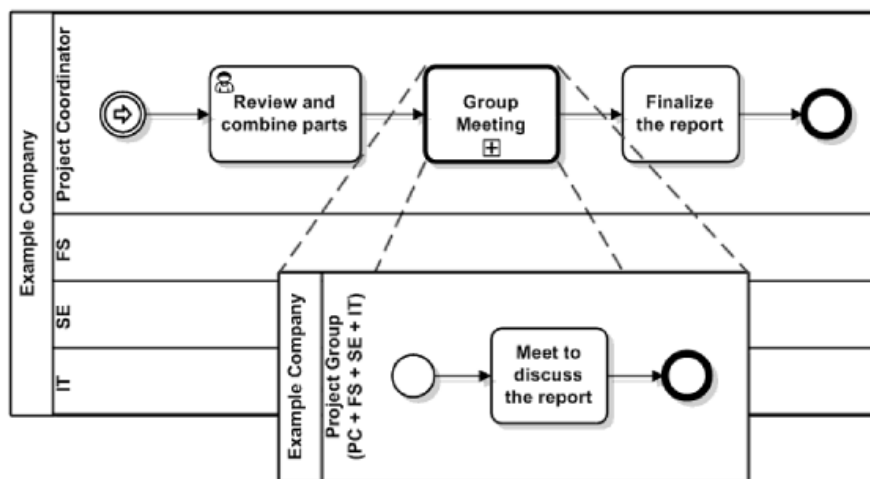 Example Company
Project Coordinator
Review and
combine parts
Group
Meeting
Finalize
the report
FS
SE
IT
Example Company
Project Group
(PC + FS + SE + IT)
Meet to
discuss
the report